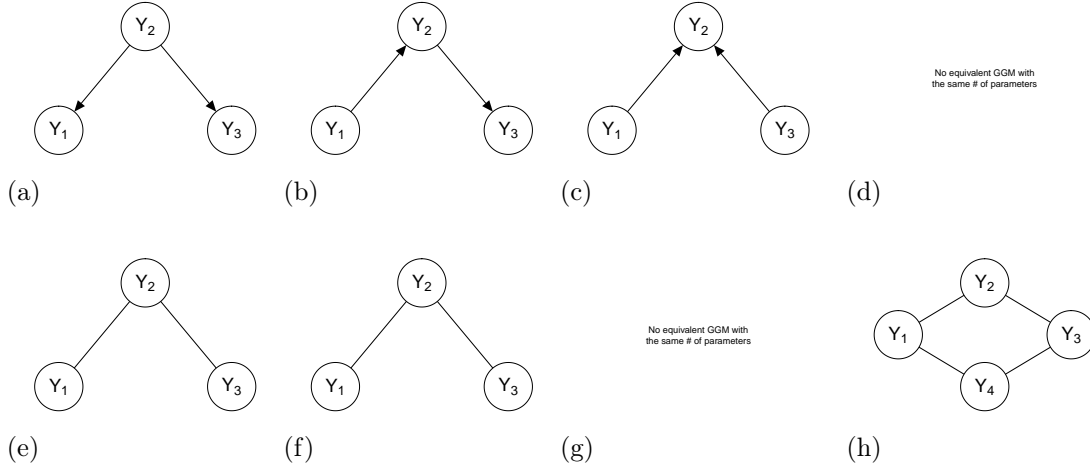 Y2
Y1
Y3
(a)
Y2
Y1
Y3
(b)
Y2
Y1
Y3
(c)
No equivalent GGM with
the same # of parameters
(d)
Y2
Y1
Y3
(e)
Y2
Y1
Y3
(f)
No equivalent GGM with
the same # of parameters
(g)
Y2
Y1
Y3
Y4
(h)